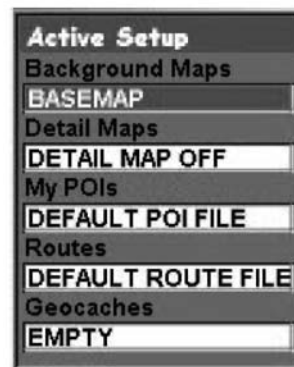 Active Setup
Background Maps
BASEMAP
Detail Maps
DETAIL MAP OFF
My POIs
DEFAULT POI FILE
Routes
DEFAULT ROUTE FILE
Geocaches
EMPTY